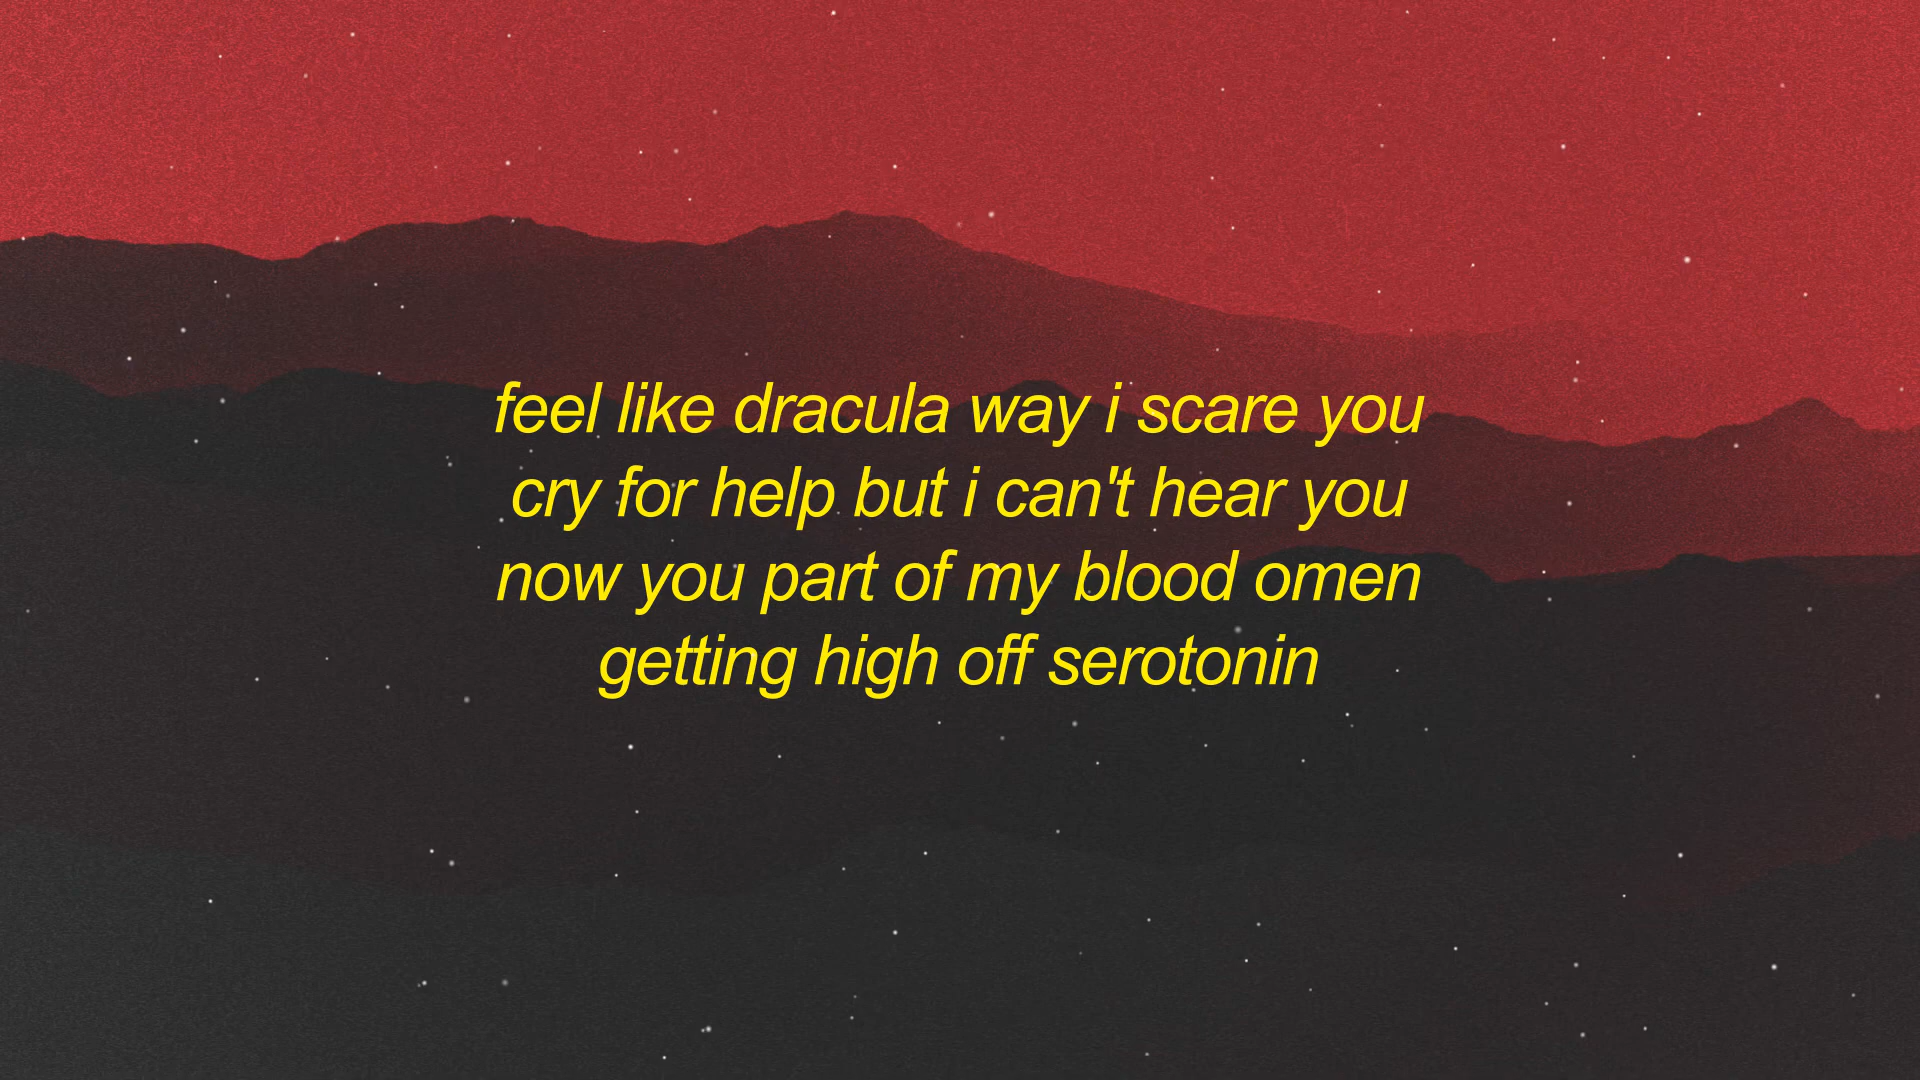 feel like dracula way i scare you
cry for help but i can't hear you
now you part of my blood omen
getting high off serotonin